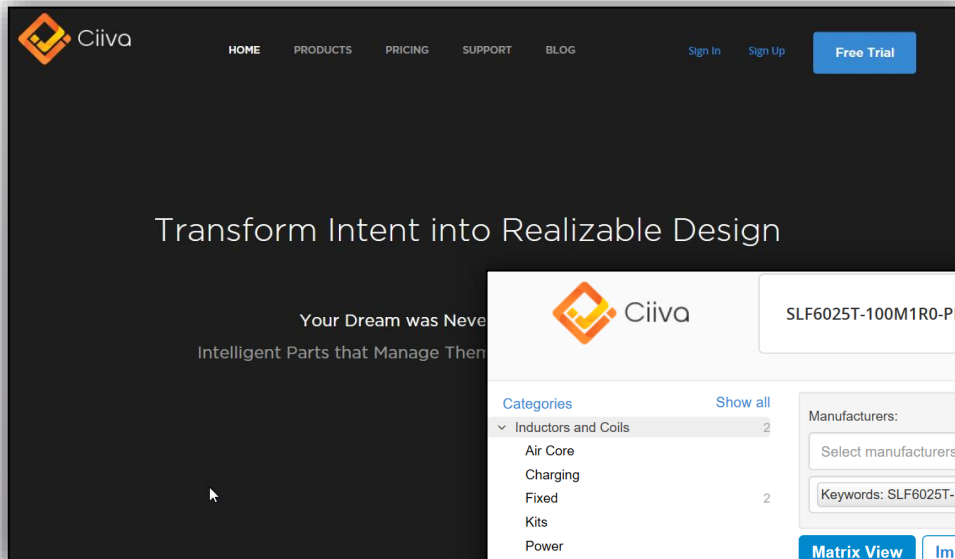 Ciiva
HOME PRODUCTS PRICING SUPPORT BLOG Sign In Sign Up Free Trial
Transform Intent into Realizable Design
Your Dream was Neve
Intelligent Parts that Manage Them
Ciiva
SLF6025T-100M1R0-P
Categories Show all
Inductors and Coils 2
Air Core
Charging
Fixed 2
Kits
Power
Manufacturers:
Select manufacturers
Keywords: SLF6025T-
Matrix View Im